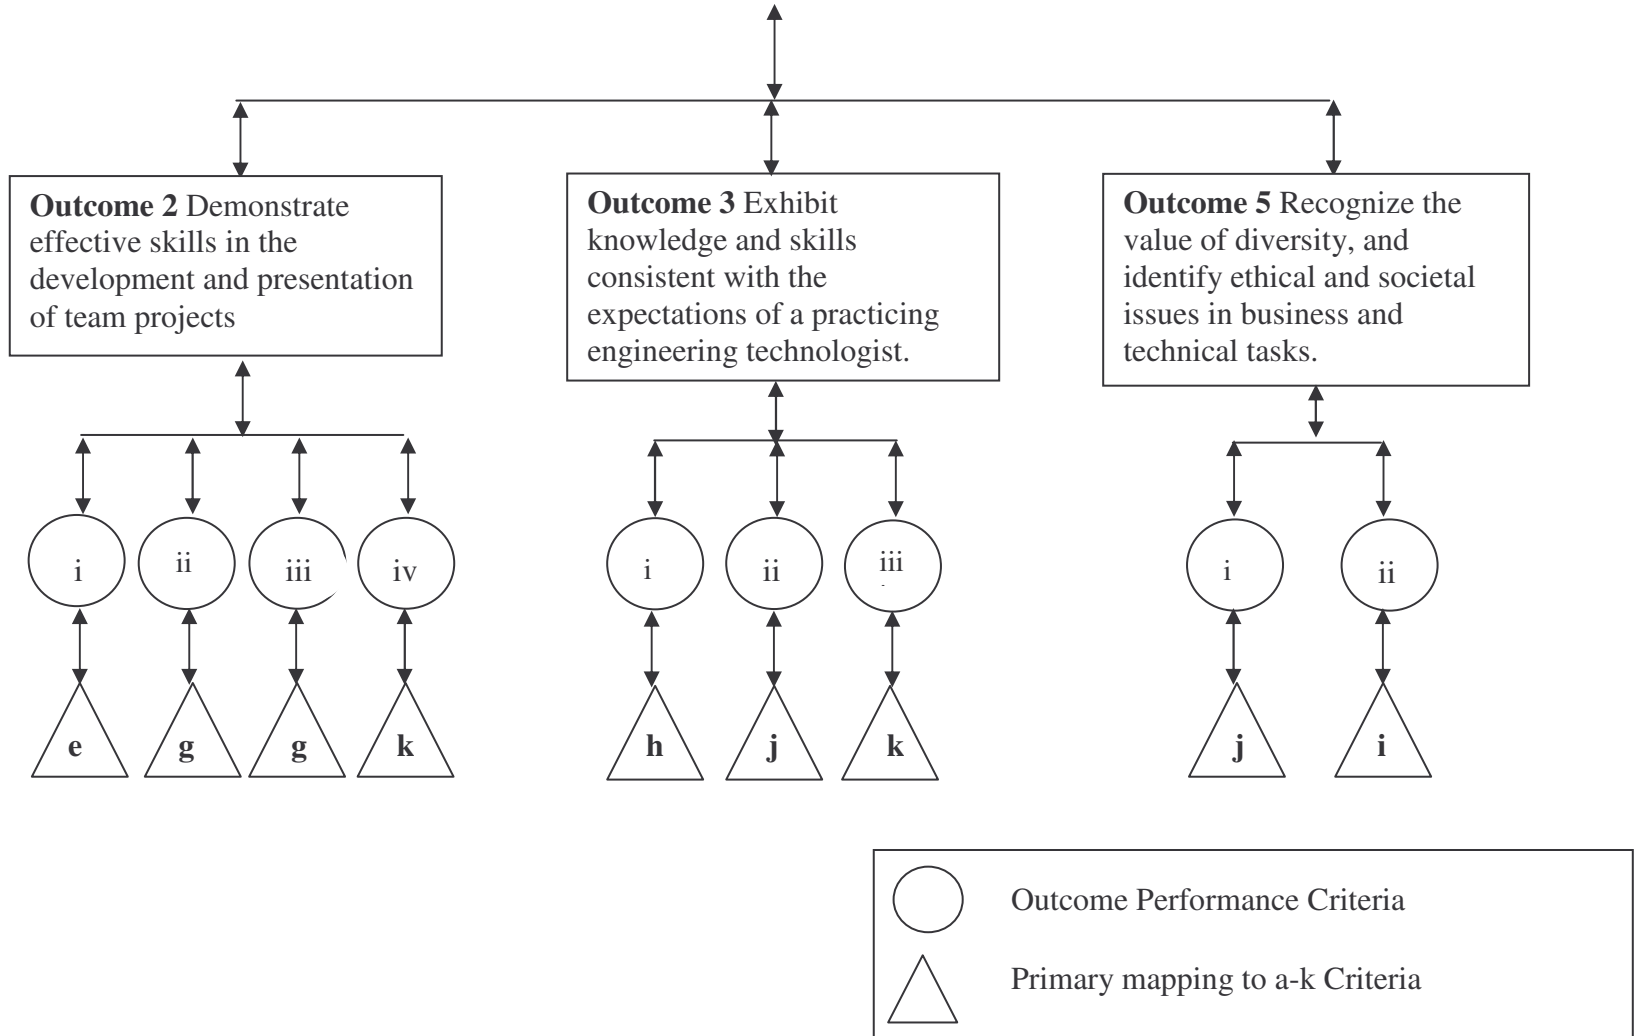 Outcome 2 Demonstrate
effective skills in the
development and presentation
of team projects
Outcome 3 Exhibit
knowledge and skills
consistent with the
expectations of a practicing
engineering technologist.
Outcome 5 Recognize the
value of diversity, and
identify ethical and societal
issues in business and
technical tasks.
i ii iii iv
i ii iii
i ii
e g g k
h j k
j i
Outcome Performance Criteria
Primary mapping to a-k Criteria